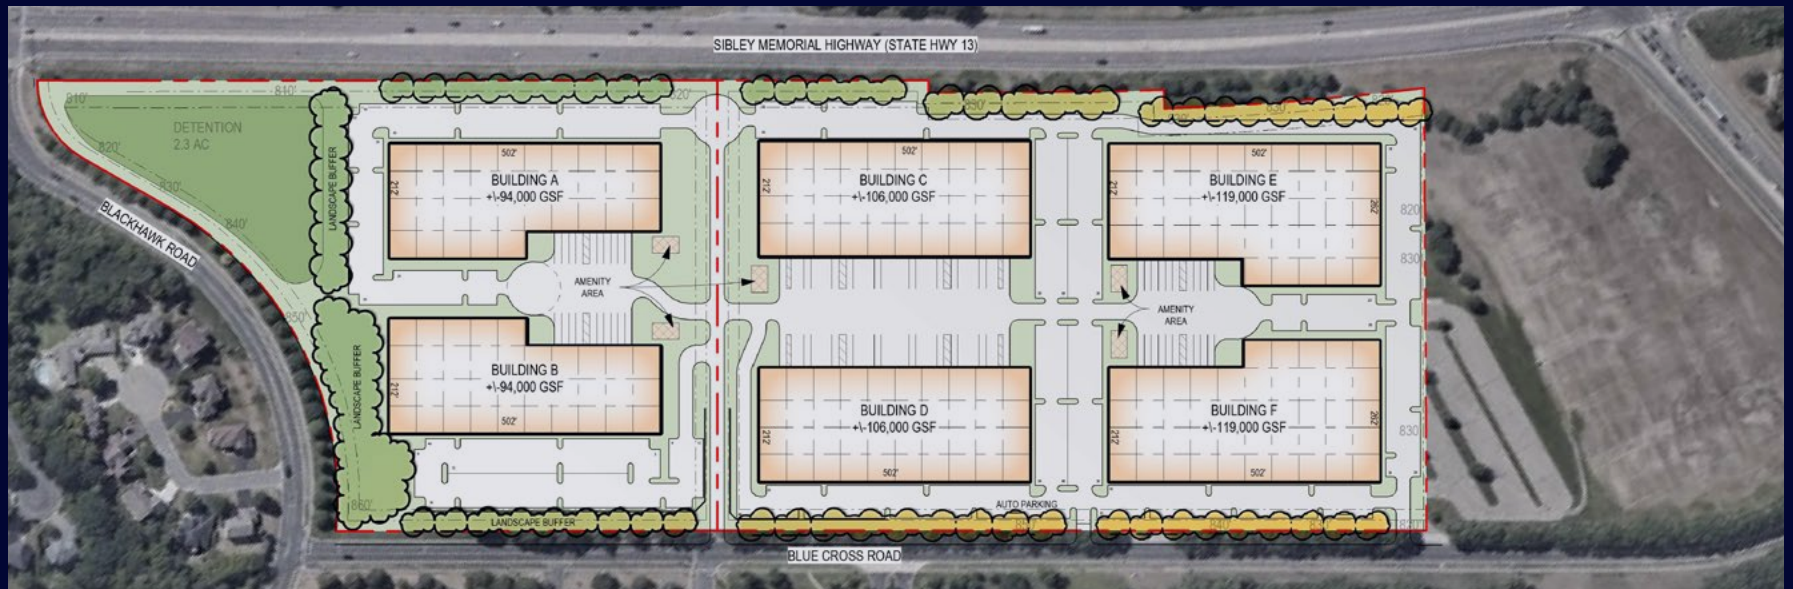 SIBLEY MEMORIAL HIGHWAY (STATE HWY 13)
810'
810'
820'
830'
830'
DETENTION
2.3 AC
820'
830'
840'
850'
860'
BLACKHAWK ROAD
LANDSCAPE BUFFER
LANDSCAPE BUFFER
LANDSCAPE BUFFER
502'
212'
BUILDING A
+\-94,000 GSF
502'
212'
BUILDING C
+\-106,000 GSF
502'
212'
262'
BUILDING E
+\-119,000 GSF
820'
830'
AMENITY
AREA
AMENITY
AREA
BUILDING B
+\-94,000 GSF
212'
502'
BUILDING D
+\-106,000 GSF
212'
502'
BUILDING F
+\-119,000 GSF
212'
262'
502'
830'
AUTO PARKING
840'
830'
820'
BLUE CROSS ROAD